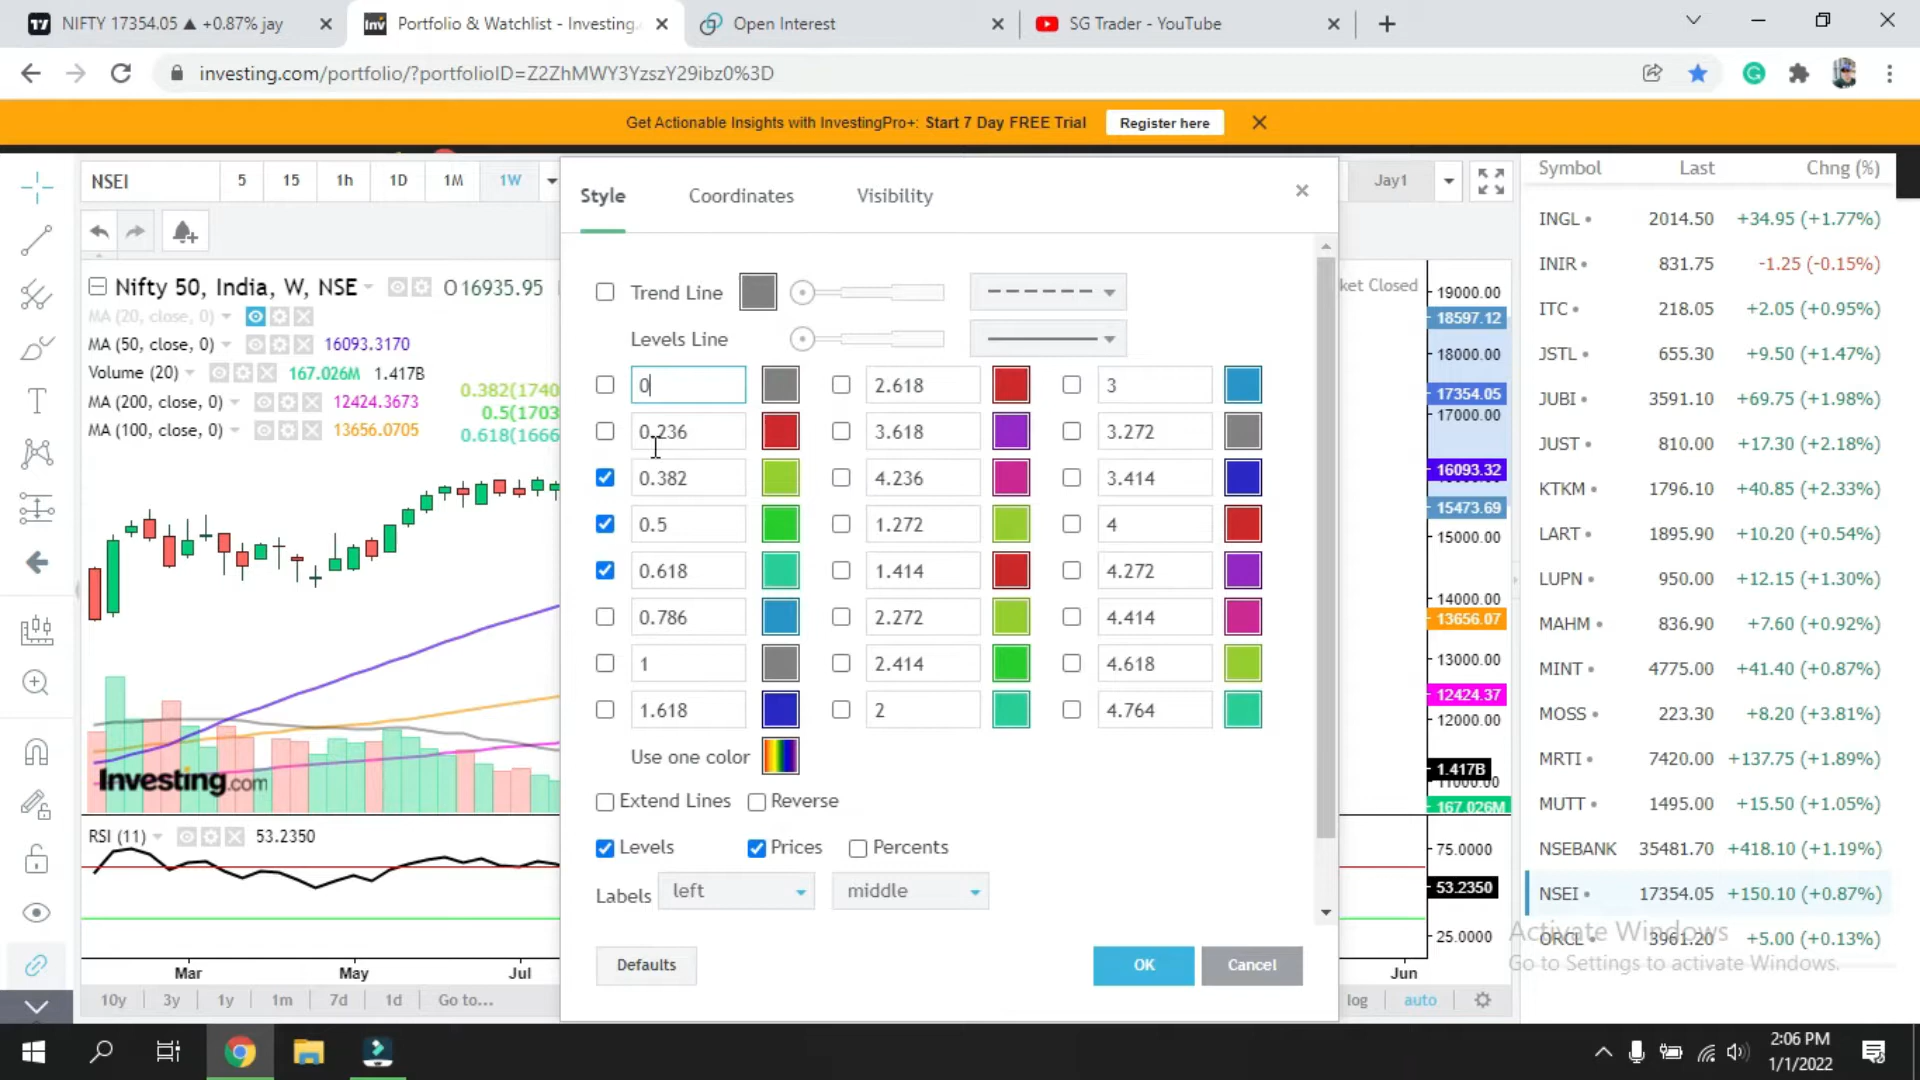 NIFTY 17354.05 ▲ +0.87% jay
Portfolio & Watchlist - Investing.
Open Interest
SG Trader - YouTube
investing.com/portfolio/?portfolioID=Z2ZhMWY3YzszY29ibz0%3D
Get Actionable Insights with InvestingPro+: Start 7 Day FREE Trial
Register here
NSEI
5
15
1h
1D
1M
1W
Jay1
Symbol
Last
Chng (%)
Nifty 50, India, W, NSE
O16935.95
MA (20, close, 0)
MA (50, close, 0)
16093.3170
Volume (20)
167.026M
1.417B
MA (200, close, 0)
12424.3673
MA (100, close, 0)
13656.0705
0.382(1740
0.5(1703
0.618(1666
Investing.com
RSI (11)
53.2350
Mar
May
Jul
Jun
10y
3y
1y
1m
7d
1d
Go to...
log
auto
Style
Coordinates
Visibility
Trend Line
Levels Line
0
2.618
3
0.236
3.618
3.272
0.382
4.236
3.414
0.5
1.272
4
0.618
1.414
4.272
0.786
2.272
4.414
1
2.414
4.618
1.618
2
4.764
Use one color
Extend Lines
Reverse
Levels
Prices
Percents
Labels
left
middle
Defaults
OK
Cancel
ket Closed
19000.00
18597.12
18000.00
17354.05
17000.00
16093.32
15473.69
15000.00
14000.00
13656.07
13000.00
12424.37
12000.00
1.417B
11000.00
167.026M
75.0000
53.2350
25.0000
INGL 2014.50 +34.95 (+1.77%)
INIR 831.75 -1.25 (-0.15%)
ITC 218.05 +2.05 (+0.95%)
JSTL 655.30 +9.50 (+1.47%)
JUBI 3591.10 +69.75 (+1.98%)
JUST 810.00 +17.30 (+2.18%)
KTKM 1796.10 +40.85 (+2.33%)
LART 1895.90 +10.20 (+0.54%)
LUPN 950.00 +12.15 (+1.30%)
MAHM 836.90 +7.60 (+0.92%)
MINT 4775.00 +41.40 (+0.87%)
MOSS 223.30 +8.20 (+3.81%)
MRTI 7420.00 +137.75 (+1.89%)
MUTT 1495.00 +15.50 (+1.05%)
NSEBANK 35481.70 +418.10 (+1.19%)
NSEI 17354.05 +150.10 (+0.87%)
ORCL 3961.20 +5.00 (+0.13%)
Activate Windows
Go to Settings to activate Windows.
2:06 PM
1/1/2022